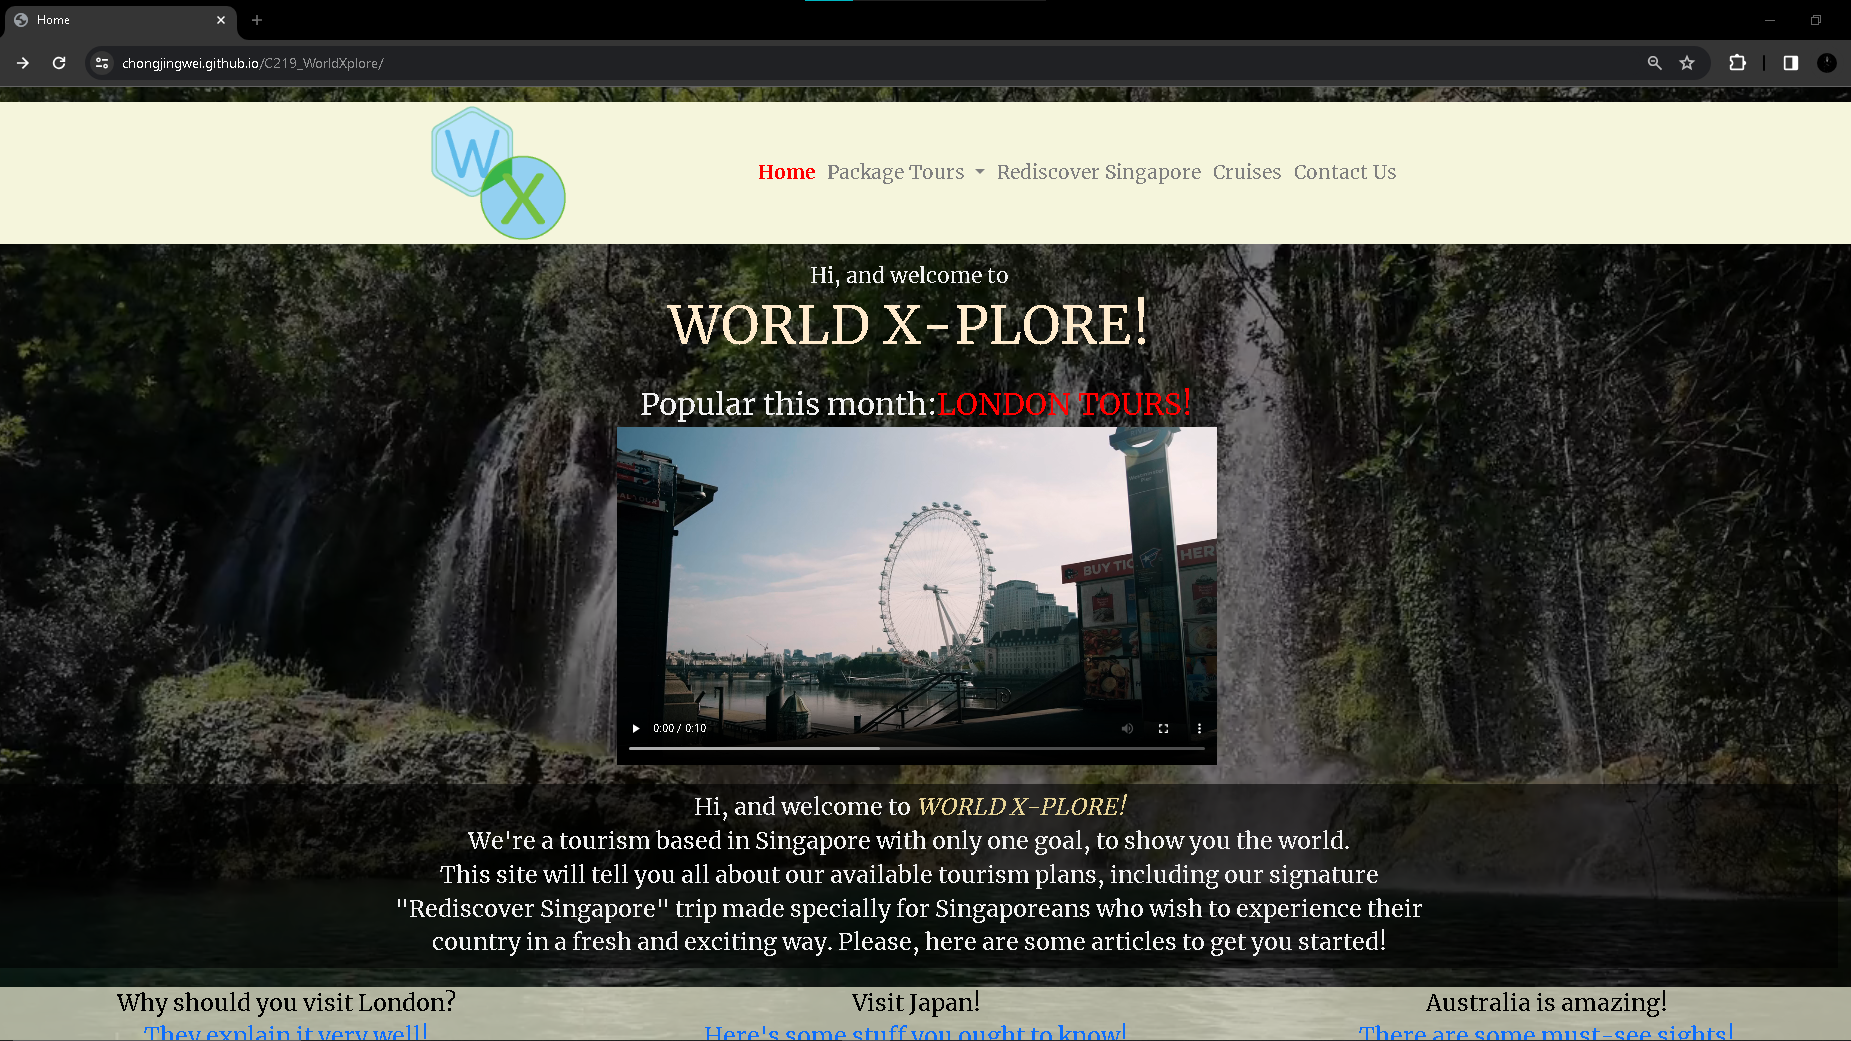 Home
chongjingwei.github.io/C219_WorldXplore/
W
X
Home Package Tours Rediscover Singapore Cruises Contact Us
Hi, and welcome to
WORLD X-PLORE!
Popular this month:LONDON TOURS!
BUY TIC
HERE
0:00 / 0:10
Hi, and welcome to WORLD X-PLORE!
We're a tourism based in Singapore with only one goal, to show you the world.
This site will tell you all about our available tourism plans, including our signature
"Rediscover Singapore" trip made specially for Singaporeans who wish to experience their
country in a fresh and exciting way. Please, here are some articles to get you started!
Why should you visit London? Visit Japan! Australia is amazing!
They explain it very well! Here's some stuff you ought to know! There are some must-see sights!